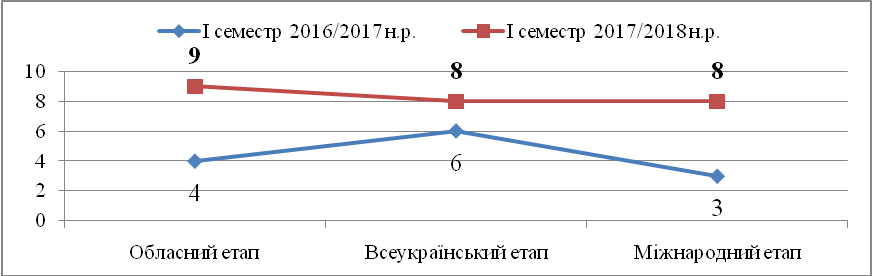 І семестр 2016/2017н.р. І семестр 2017/2018н.р.
9 8 8
10
8
6
4
2
0
4 6 3
Обласний етап Всеукраїнський етап Міжнародний етап